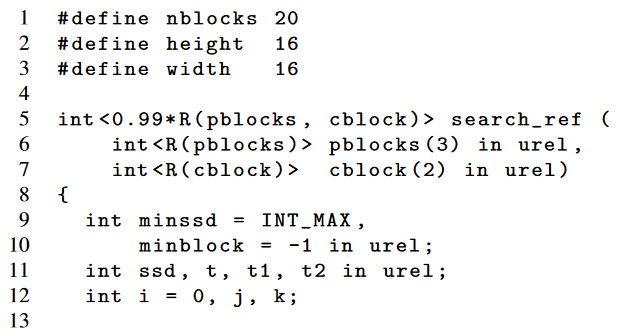 1 #define nblocks 20
2 #define height 16
3 #define width 16
4
5 int<0.99*R(pblocks, cblock)> search_ref (
6 int<R(pblocks)> pblocks(3) in urel,
7 int<R(cblock)> cblock(2) in urel)
8 {
9 int minssd = INT_MAX,
10 minblock = -1 in urel;
11 int ssd, t, t1, t2 in urel;
12 int i = 0, j, k;
13